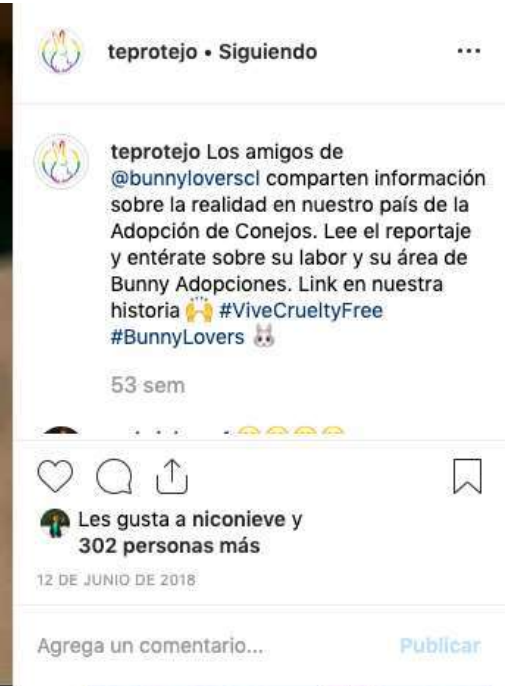 teprotejo • Siguiendo
teprotejo Los amigos de
@bunnyloverscl comparten información
sobre la realidad en nuestro país de la
Adopción de Conejos. Lee el reportaje
y entérate sobre su labor y su área de
Bunny Adopciones. Link en nuestra
historia 🙌 #ViveCrueltyFree
#BunnyLovers 🐰
53 sem
Les gusta a niconieve y
302 personas más
12 DE JUNIO DE 2018
Agrega un comentario... Publicar